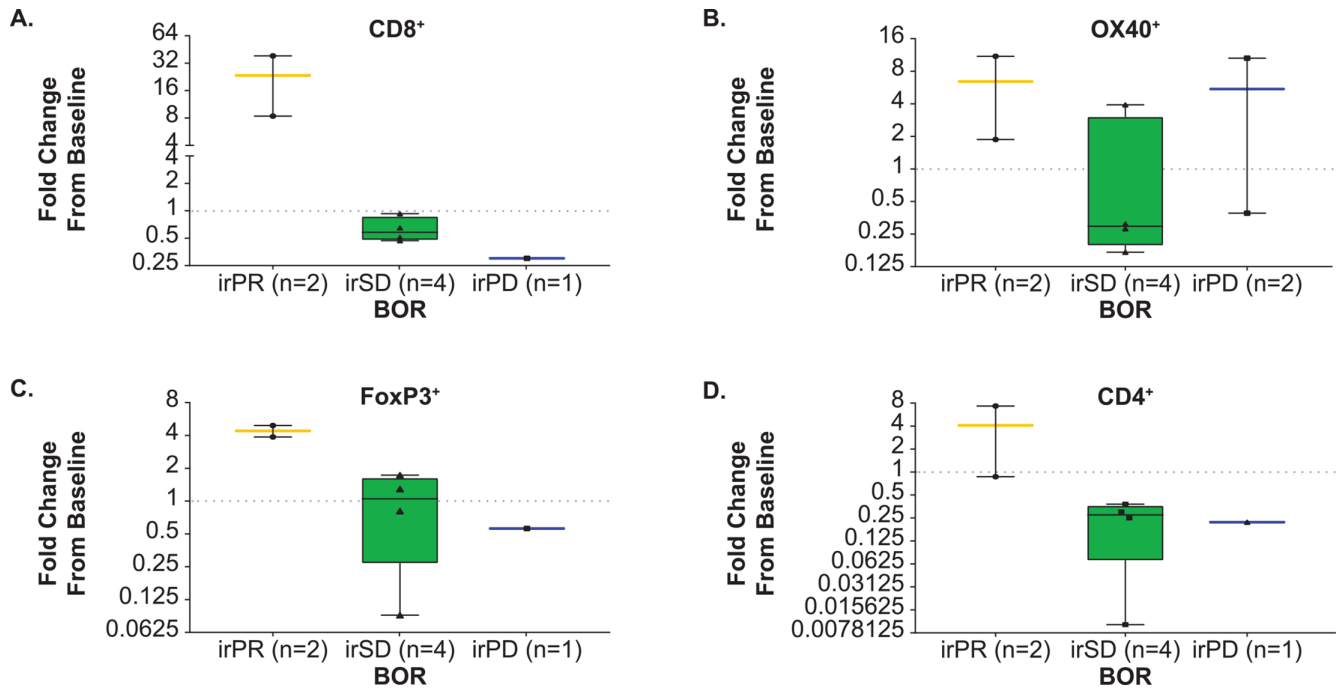 A.
CD8⁺
Fold Change
From Baseline
64
32
16
8
4
4
2
1
0.5
0.25
irPR (n=2) irSD (n=4) irPD (n=1)
BOR
B.
OX40⁺
Fold Change
From Baseline
16
8
4
2
1
0.5
0.25
0.125
irPR (n=2) irSD (n=4) irPD (n=2)
BOR
C.
FoxP3⁺
Fold Change
From Baseline
8
4
2
1
0.5
0.25
0.125
0.0625
irPR (n=2) irSD (n=4) irPD (n=1)
BOR
D.
CD4⁺
Fold Change
From Baseline
8
4
2
1
0.5
0.25
0.125
0.0625
0.03125
0.015625
0.0078125
irPR (n=2) irSD (n=4) irPD (n=1)
BOR